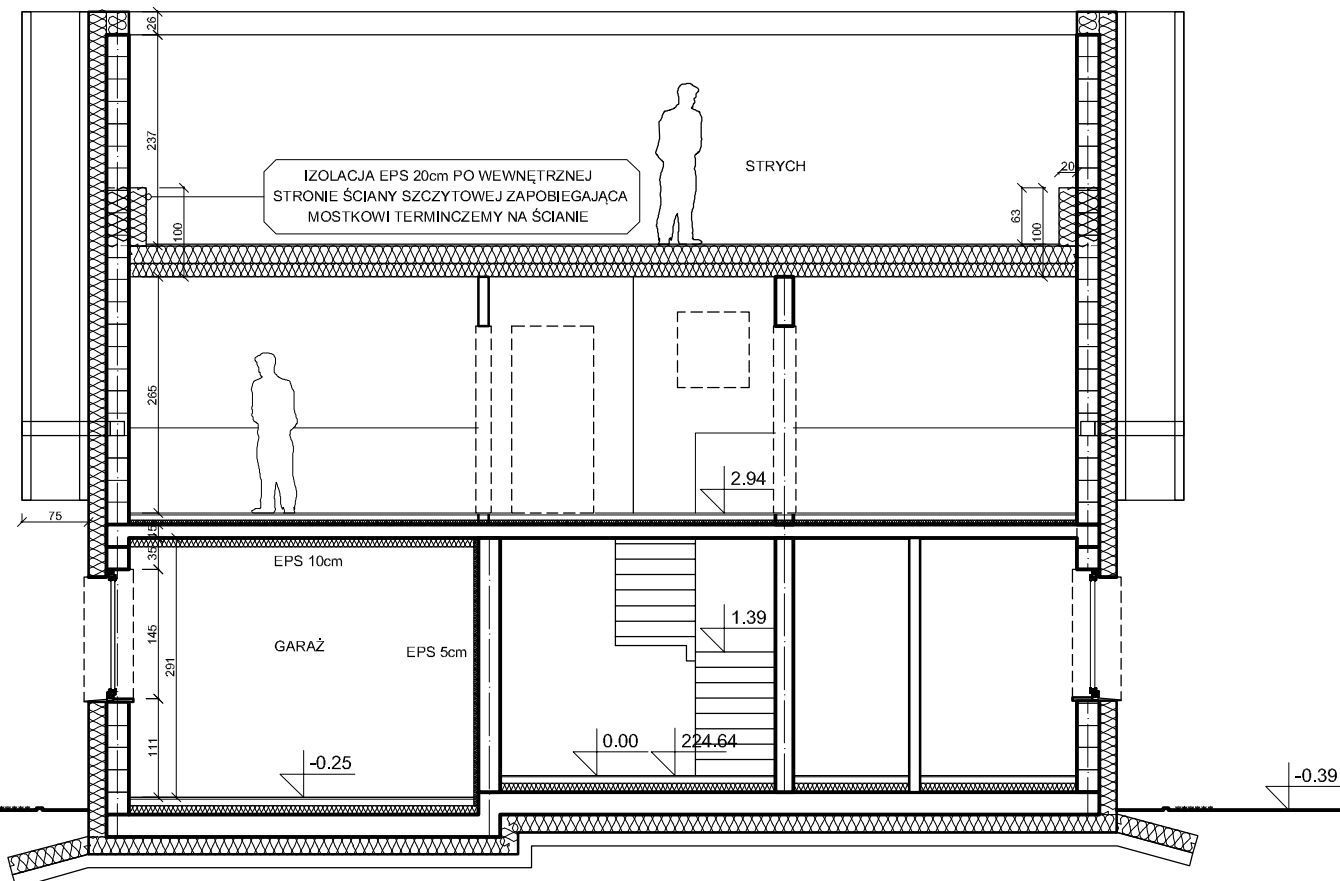 26
237
IZOLACJA EPS 20cm PO WEWNĘTRZNEJ
STRONIE ŚCIANY SZCZYTOWEJ ZAPOBIEGAJĄCA
MOSTKOWI TERMINCZEMY NA ŚCIANIE
STRYCH
20
100
63
100
265
2.94
75
45
35
EPS 10cm
145
291
GARAŻ
EPS 5cm
1.39
111
-0.25
0.00
224.64
-0.39